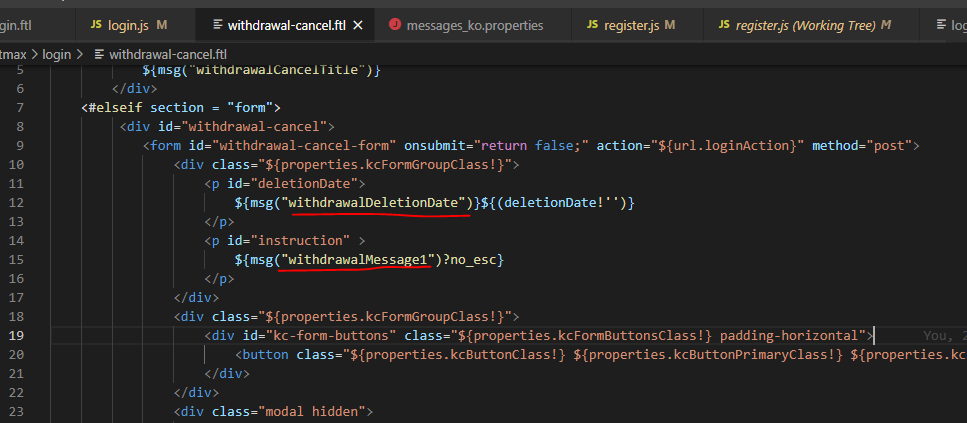 gin.ftl JS login.js M withdrawal-cancel.ftl × J messages_ko.properties JS register.js M JS register.js (Working Tree) M
tmax > login > withdrawal-cancel.ftl
5 ${msg("withdrawalCancelTitle")}
6 </div>
7 <#elseif section = "form">
8 <div id="withdrawal-cancel">
9 <form id="withdrawal-cancel-form" onsubmit="return false;" action="${url.loginAction}" method="post">
10 <div class="${properties.kcFormGroupClass!}">
11 <p id="deletionDate">
12 ${msg("withdrawalDeletionDate")}${(deletionDate!'')}
13 </p>
14 <p id="instruction" >
15 ${msg("withdrawalMessage1")?no_esc}
16 </p>
17 </div>
18 <div class="${properties.kcFormGroupClass!}">
19 <div id="kc-form-buttons" class="${properties.kcFormButtonsClass!} padding-horizontal"> You, 2
20 <button class="${properties.kcButtonClass!} ${properties.kcButtonPrimaryClass!} ${properties.kc
21 </div>
22 </div>
23 <div class="modal hidden">